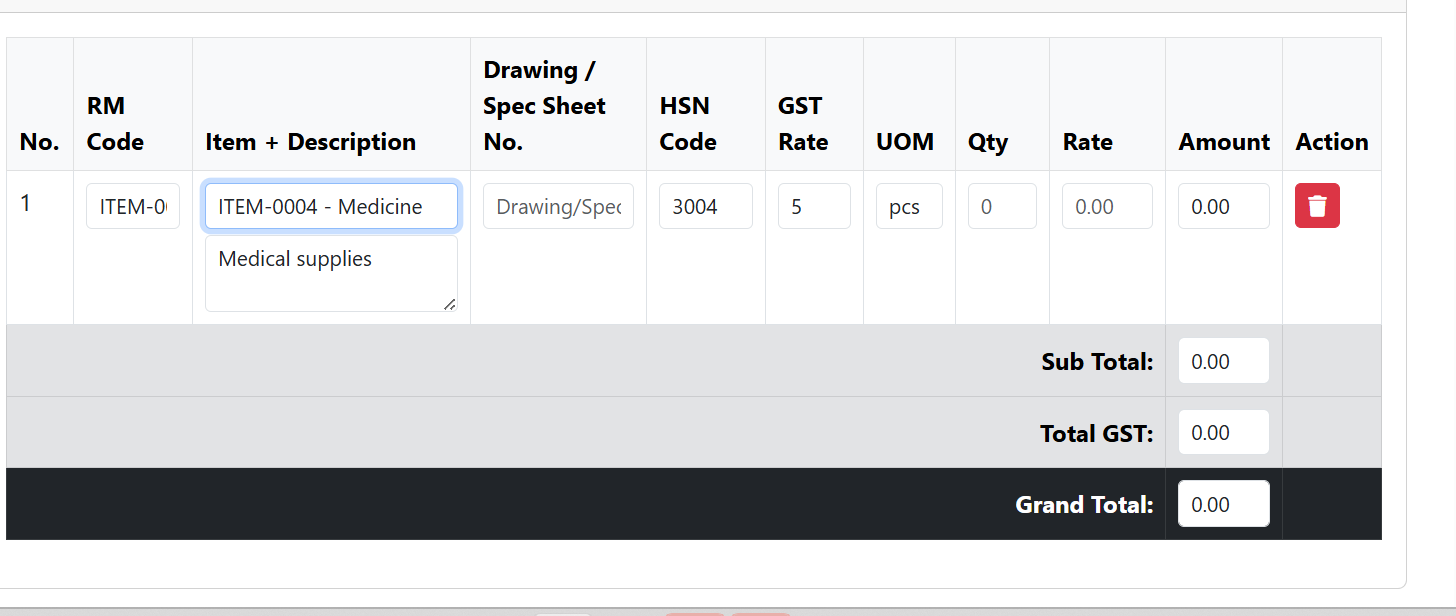 No.
RM
Code
Item + Description
Drawing /
Spec Sheet
No.
HSN
Code
GST
Rate
UOM
Qty
Rate
Amount
Action
1
ITEM-0
ITEM-0004 - Medicine
Medical supplies
Drawing/Spec
3004
5
pcs
0
0.00
0.00
Sub Total:
0.00
Total GST:
0.00
Grand Total:
0.00